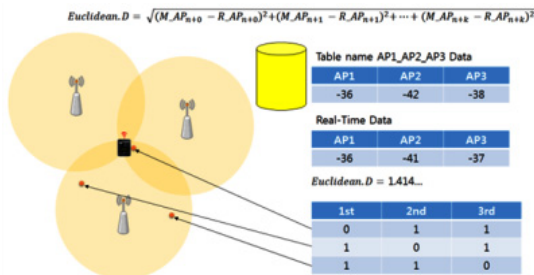 Euclidean.D = √(M_APn+0 − R_APn+0)²+(M_APn+1 − R_APn+1)²+ ⋯ + (M_APn+k − R_APn+k)²
Table name AP1_AP2_AP3 Data
AP1 AP2 AP3
-36 -42 -38
Real-Time Data
AP1 AP2 AP3
-36 -41 -37
Euclidean.D = 1.414...
1st 2nd 3rd
0 1 1
1 0 1
1 1 0